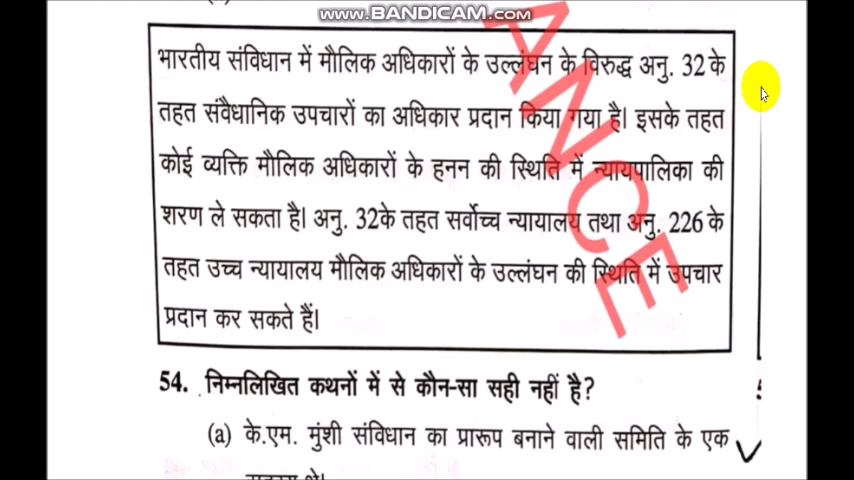 www.BANDICAM.com
भारतीय संविधान में मौलिक अधिकारों के उल्लंघन के विरुद्ध अनु. 32 के
तहत संवैधानिक उपचारों का अधिकार प्रदान किया गया है। इसके तहत
कोई व्यक्ति मौलिक अधिकारों के हनन की स्थिति में न्यायपालिका की
शरण ले सकता है। अनु. 32के तहत सर्वोच्च न्यायालय तथा अनु. 226 के
तहत उच्च न्यायालय मौलिक अधिकारों के उल्लंघन की स्थिति में उपचार
प्रदान कर सकते हैं।
ANCE
54. निम्नलिखित कथनों में से कौन-सा सही नहीं है?
(a) के.एम. मुंशी संविधान का प्रारूप बनाने वाली समिति के एक